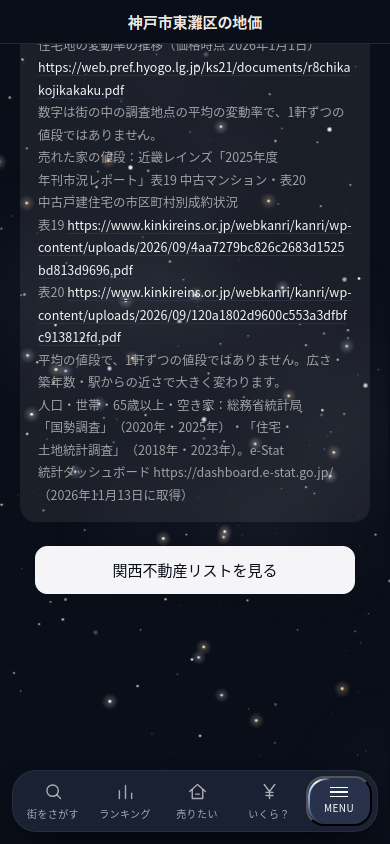 神戸市東灘区の地価
住宅地の変動率の推移（価格時点 2026年1月1日）
https://web.pref.hyogo.lg.jp/ks21/documents/r8chika
kojikakaku.pdf
数字は街の中の調査地点の平均の変動率で、1軒ずつの
値段ではありません。
売れた家の値段：近畿レインズ「2025年度
年刊市況レポート」表19 中古マンション・表20
中古戸建住宅の市区町村別成約状況
表19 https://www.kinkireins.or.jp/webkanri/kanri/wp-
content/uploads/2026/09/4aa7279bc826c2683d1525
bd813d9696.pdf
表20 https://www.kinkireins.or.jp/webkanri/kanri/wp-
content/uploads/2026/09/120a1802d9600c553a3dfbf
c913812fd.pdf
平均の値段で、1軒ずつの値段ではありません。広さ・
築年数・駅からの近さで大きく変わります。
人口・世帯・65歳以上・空き家：総務省統計局
「国勢調査」（2020年・2025年）・「住宅・
土地統計調査」（2018年・2023年）。e-Stat
統計ダッシュボード https://dashboard.e-stat.go.jp/
（2026年11月13日に取得）
関西不動産リストを見る
街をさがす
ランキング
売りたい
いくら？
MENU